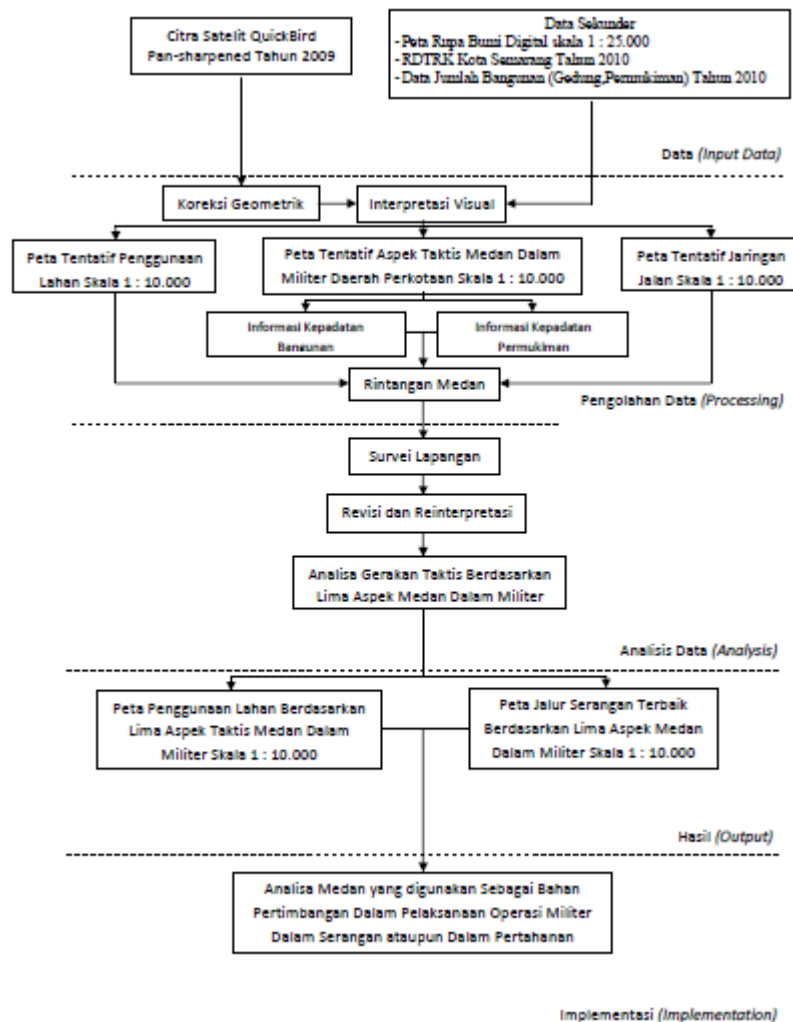 Citra Satelit QuickBird
Pan-sharpened Tahun 2009
Data Sekunder
- Peta Rupa Bumi Digital skala 1 : 25.000
- RDTRK Kota Semarang Tahun 2010
- Data Jumlah Bangunan (Gedung,Permukiman) Tahun 2010
Data (Input Data)
Koreksi Geometrik
Interpretasi Visual
Peta Tentatif Penggunaan
Lahan Skala 1 : 10.000
Peta Tentatif Aspek Taktis Medan Dalam
Militer Daerah Perkotaan Skala 1 : 10.000
Peta Tentatif Jaringan
Jalan Skala 1 : 10.000
Informasi Kepadatan
Bangunan
Informasi Kepadatan
Permukiman
Rintangan Medan
Pengolahan Data (Processing)
Survei Lapangan
Revisi dan Reinterpretasi
Analisa Gerakan Taktis Berdasarkan
Lima Aspek Medan Dalam Militer
Analisis Data (Analysis)
Peta Penggunaan Lahan Berdasarkan
Lima Aspek Taktis Medan Dalam
Militer Skala 1 : 10.000
Peta Jalur Serangan Terbaik
Berdasarkan Lima Aspek Medan
Dalam Militer Skala 1 : 10.000
Hasil (Output)
Analisa Medan yang digunakan Sebagai Bahan
Pertimbangan Dalam Pelaksanaan Operasi Militer
Dalam Serangan ataupun Dalam Pertahanan
Implementasi (Implementation)